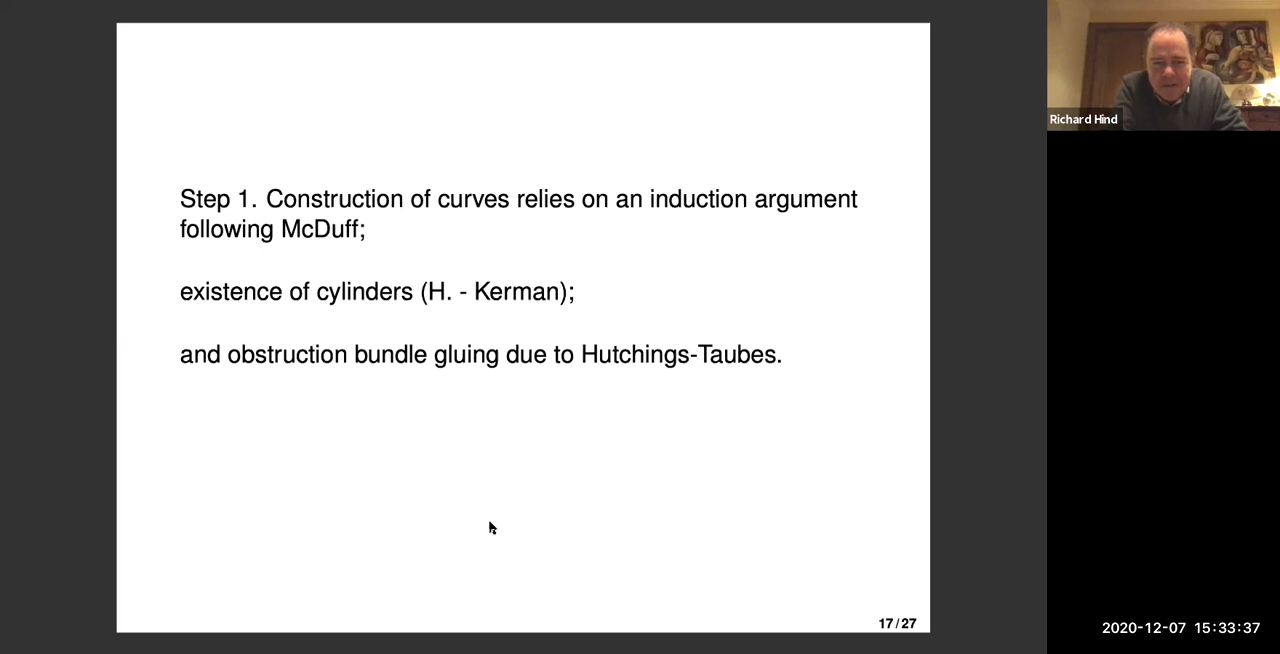 Step 1. Construction of curves relies on an induction argument
following McDuff;
existence of cylinders (H. - Kerman);
and obstruction bundle gluing due to Hutchings-Taubes.
17/27
Richard Hind
2020-12-07 15:33:37